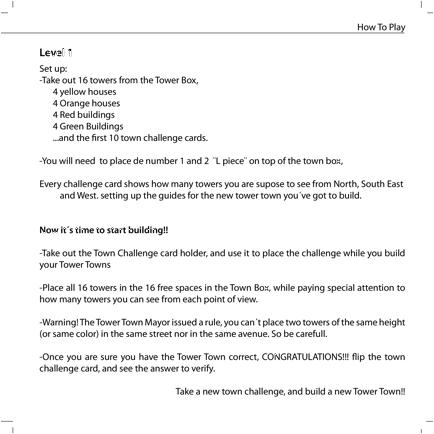 How To Play
Level 1
Set up:
-Take out 16 towers from the Tower Box,
4 yellow houses
4 Orange houses
4 Red buildings
4 Green Buildings
...and the first 10 town challenge cards.
-You will need to place de number 1 and 2 ¨L piece¨ on top of the town box,
Every challenge card shows how many towers you are supose to see from North, South East
and West. setting up the guides for the new tower town you´ve got to build.
Now it´s time to start building!!
-Take out the Town Challenge card holder, and use it to place the challenge while you build
your Tower Towns
-Place all 16 towers in the 16 free spaces in the Town Box, while paying special attention to
how many towers you can see from each point of view.
-Warning! The Tower Town Mayor issued a rule, you can´t place two towers of the same height
(or same color) in the same street nor in the same avenue. So be carefull.
-Once you are sure you have the Tower Town correct, CONGRATULATIONS!!! flip the town
challenge card, and see the answer to verify.
Take a new town challenge, and build a new Tower Town!!